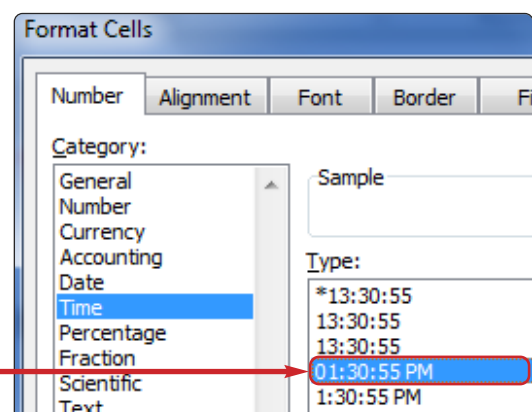 Format Cells
Number Alignment Font Border Fi
Category:
General
Number
Currency
Accounting
Date
Time
Percentage
Fraction
Scientific
Text
Sample
Type:
*13:30:55
13:30:55
13:30:55
01:30:55 PM
1:30:55 PM